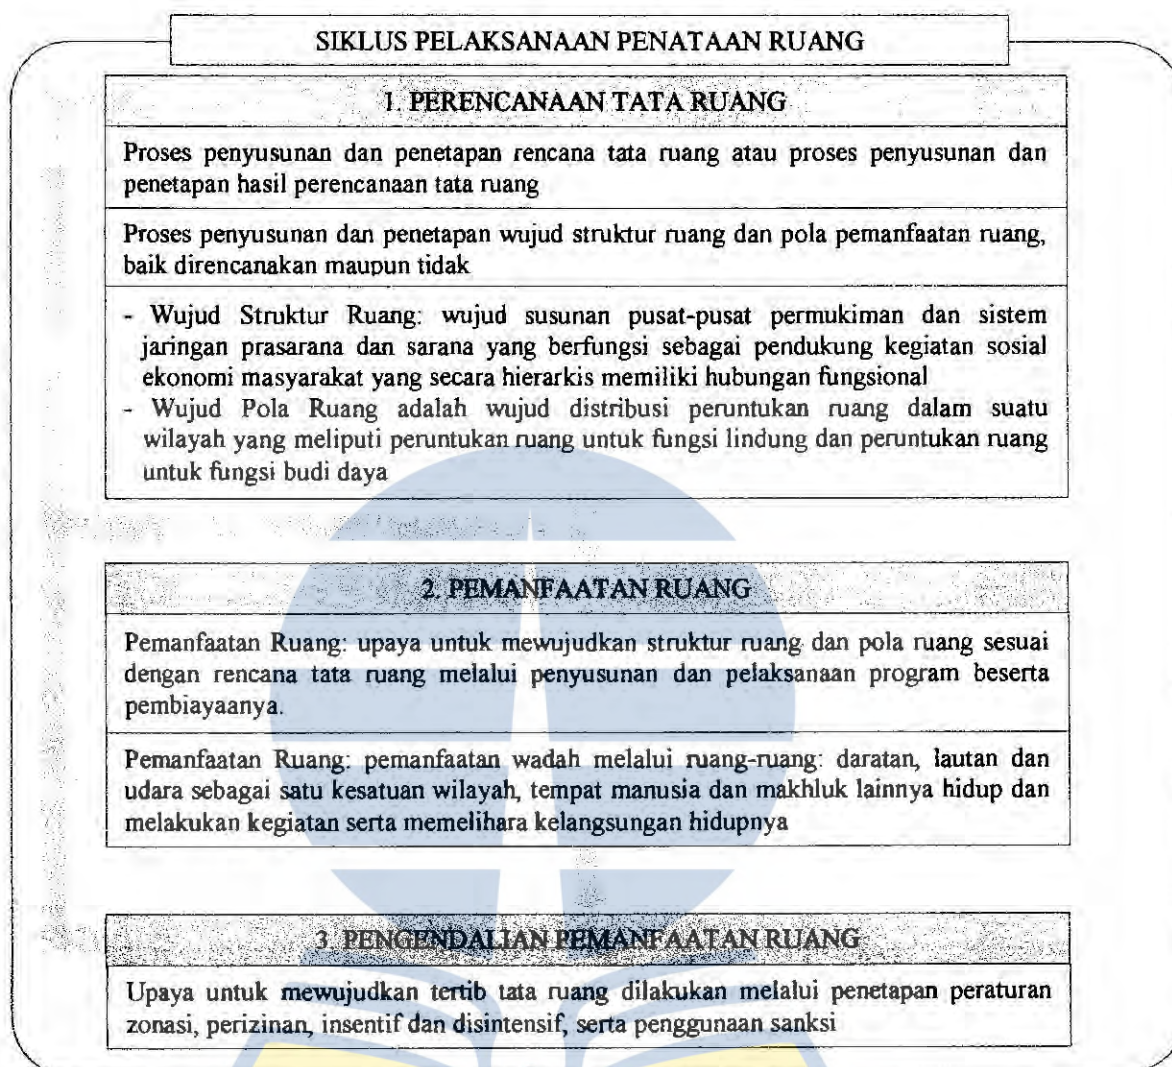 SIKLUS PELAKSANAAN PENATAAN RUANG
1. PERENCANAAN TATA RUANG
Proses penyusunan dan penetapan rencana tata ruang atau proses penyusunan dan
penetapan hasil perencanaan tata ruang
Proses penyusunan dan penetapan wujud struktur ruang dan pola pemanfaatan ruang,
baik direncanakan maupun tidak
- Wujud Struktur Ruang: wujud susunan pusat-pusat permukiman dan sistem
jaringan prasarana dan sarana yang berfungsi sebagai pendukung kegiatan sosial
ekonomi masyarakat yang secara hierarkis memiliki hubungan fungsional
- Wujud Pola Ruang adalah wujud distribusi peruntukan ruang dalam suatu
wilayah yang meliputi peruntukan ruang untuk fungsi lindung dan peruntukan ruang
untuk fungsi budi daya
2. PEMANFAATAN RUANG
Pemanfaatan Ruang: upaya untuk mewujudkan struktur ruang dan pola ruang sesuai
dengan rencana tata ruang melalui penyusunan dan pelaksanaan program beserta
pembiayaanya.
Pemanfaatan Ruang: pemanfaatan wadah melalui ruang-ruang: daratan, lautan dan
udara sebagai satu kesatuan wilayah, tempat manusia dan makhluk lainnya hidup dan
melakukan kegiatan serta memelihara kelangsungan hidupnya
3. PENGENDALIAN PEMANFAATAN RUANG
Upaya untuk mewujudkan tertib tata ruang dilakukan melalui penetapan peraturan
zonasi, perizinan, insentif dan disintensif, serta penggunaan sanksi